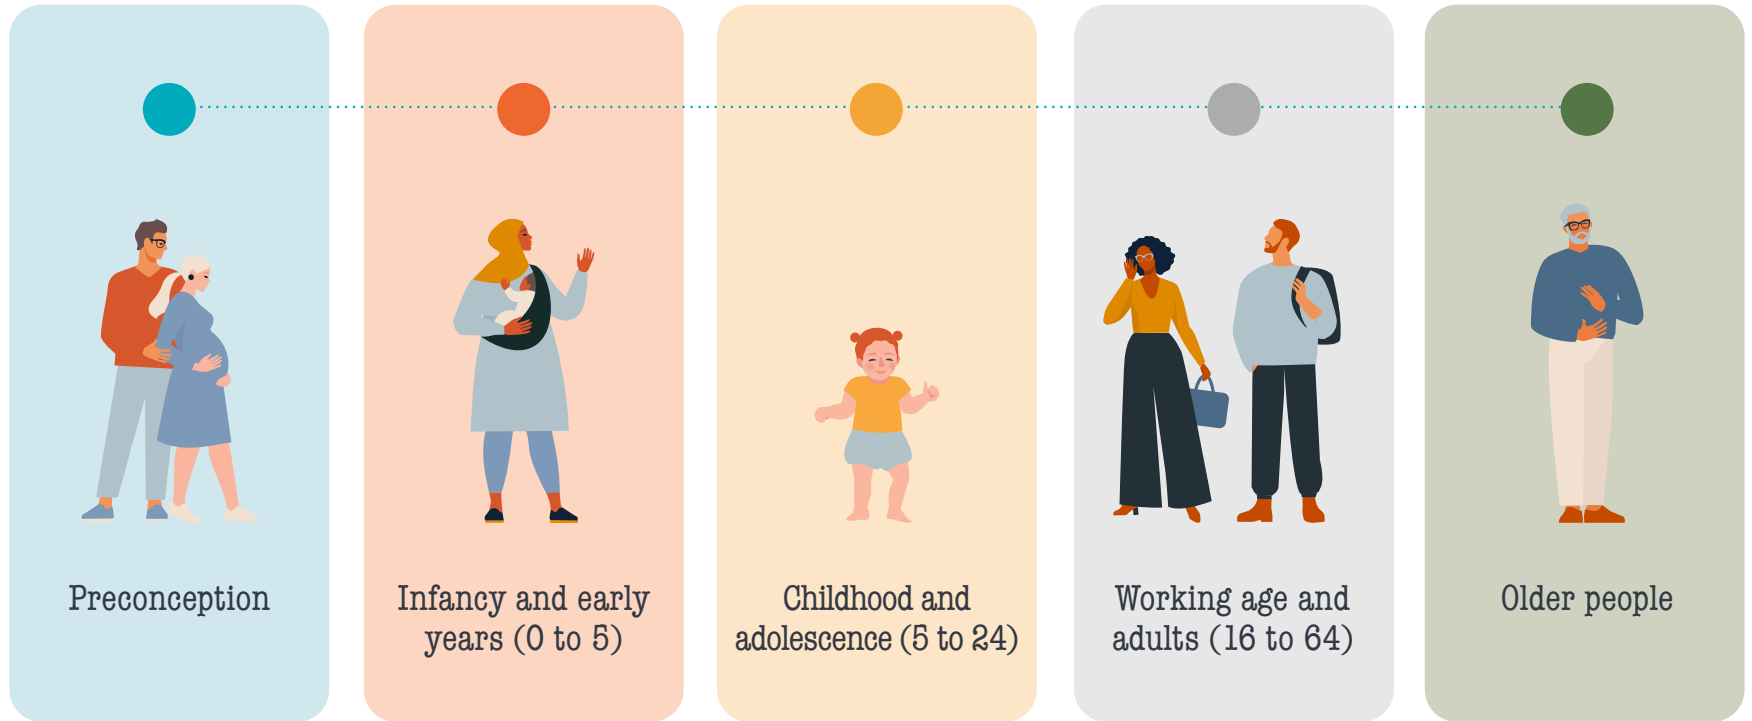 Preconception
Infancy and early
years (0 to 5)
Childhood and
adolescence (5 to 24)
Working age and
adults (16 to 64)
Older people